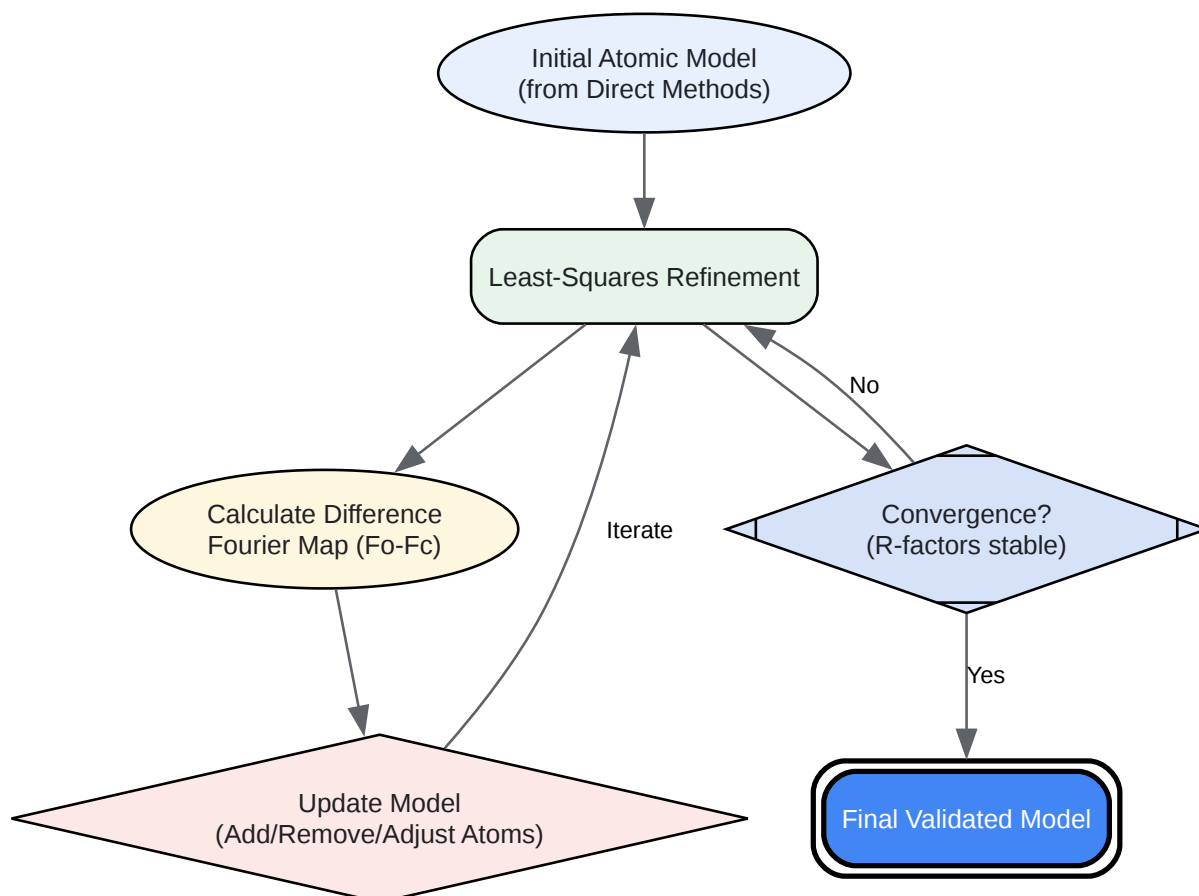 Initial Atomic Model
(from Direct Methods)
Least-Squares Refinement
No
Calculate Difference
Fourier Map (Fo-Fc)
Iterate
Convergence?
(R-factors stable)
Yes
Update Model
(Add/Remove/Adjust Atoms)
Final Validated Model